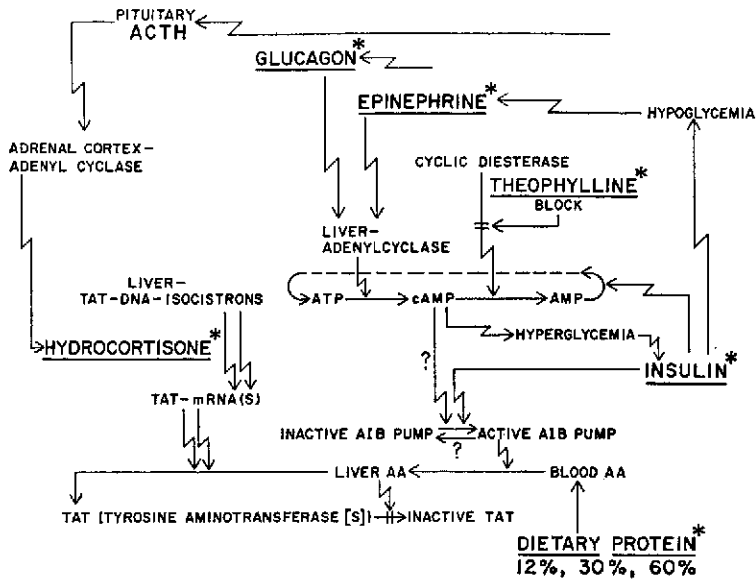 PITUITARY
ACTH
GLUCAGON*
EPINEPHRINE*
HYPOGLYCEMIA
ADRENAL CORTEX-
ADENYL CYCLASE
CYCLIC DIESTERASE
THEOPHYLLINE*
BLOCK
LIVER-
ADENYLCYCLASE
LIVER-
TAT-DNA-ISOCISTRONS
ATP
cAMP
AMP
HYDROCORTISONE*
HYPERGLYCEMIA
INSULIN*
?
TAT-mRNA(S)
INACTIVE AIB PUMP
ACTIVE AIB PUMP
?
LIVER AA
BLOOD AA
TAT (TYROSINE AMINOTRANSFERASE [S])
INACTIVE TAT
DIETARY PROTEIN*
12%, 30%, 60%